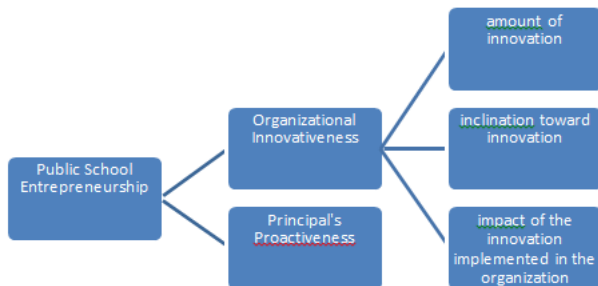 Public School
Entrepreneurship
Organizational
Innovativeness
Principal's
Proactiveness
amount of
innovation
inclination toward
innovation
impact of the
innovation
implemented in the
organization